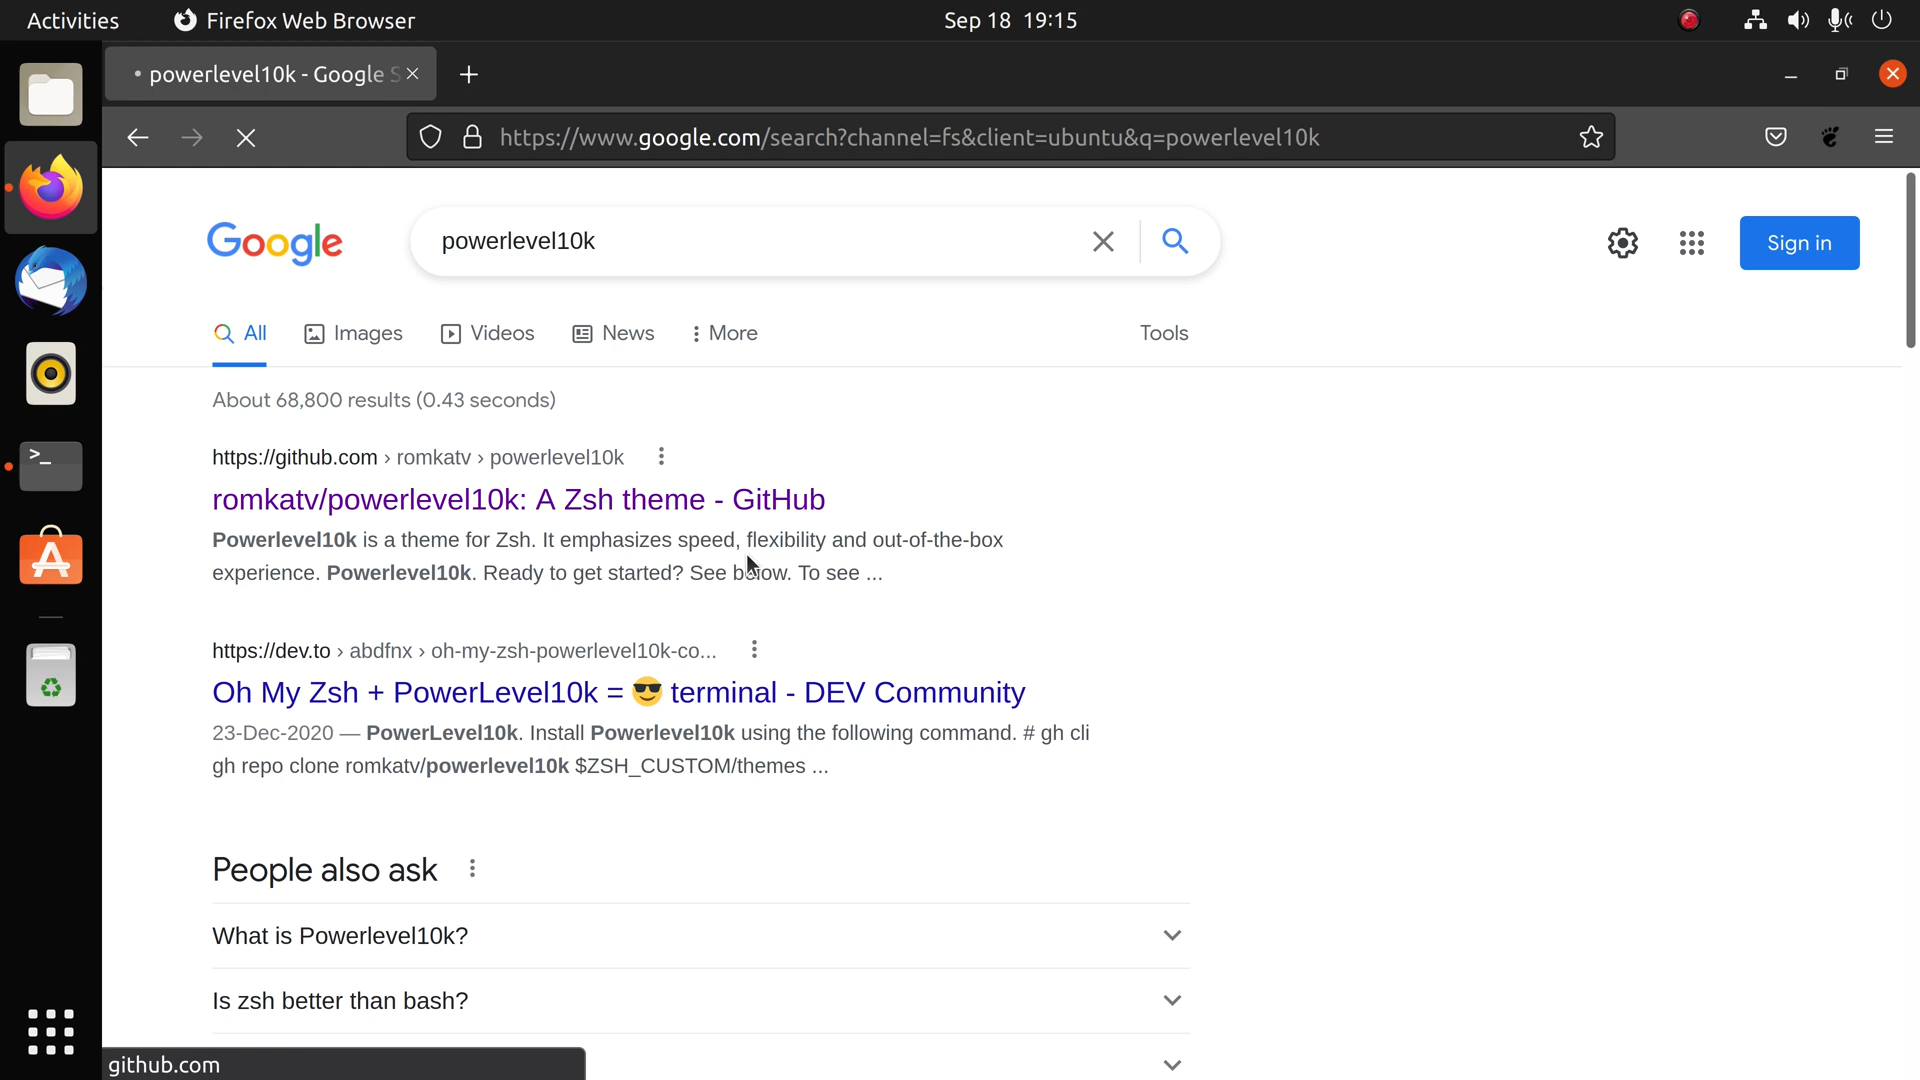 Activities
Firefox Web Browser
Sep 18 19:15
powerlevel10k - Google S
https://www.google.com/search?channel=fs&client=ubuntu&q=powerlevel10k
Google
powerlevel10k
Sign in
All
Images
Videos
News
More
Tools
About 68,800 results (0.43 seconds)
https://github.com › romkatv › powerlevel10k
romkatv/powerlevel10k: A Zsh theme - GitHub
Powerlevel10k is a theme for Zsh. It emphasizes speed, flexibility and out-of-the-box
experience. Powerlevel10k. Ready to get started? See below. To see ...
https://dev.to › abdfnx › oh-my-zsh-powerlevel10k-co...
Oh My Zsh + PowerLevel10k = 😎 terminal - DEV Community
23-Dec-2020 — PowerLevel10k. Install Powerlevel10k using the following command. # gh cli
gh repo clone romkatv/powerlevel10k $ZSH_CUSTOM/themes ...
People also ask
What is Powerlevel10k?
Is zsh better than bash?
github.com